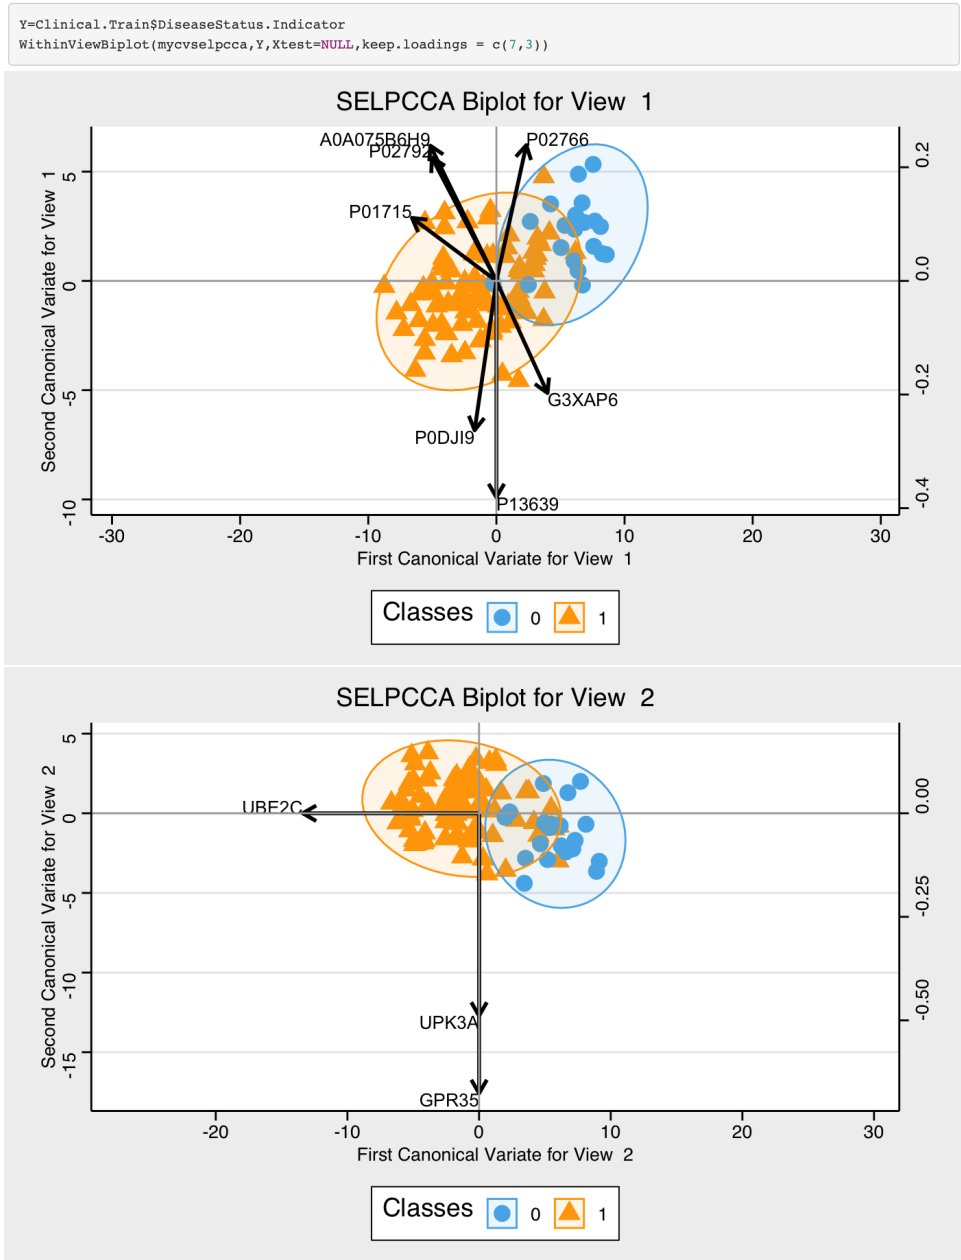 Y=Clinical.Train$DiseaseStatus.Indicator
WithinViewBiplot(mycvselpcca,Y,Xtest=NULL,keep.loadings = c(7,3))
SELPCCA Biplot for View 1
A0A075B6H9
P02766
P02792
P01715
G3XAP6
P0DJI9
P13639
5
0
-5
-10
Second Canonical Variate for View 1
0.2
0.0
-0.2
-0.4
-30 -20 -10 0 10 20 30
First Canonical Variate for View 1
Classes 0 1
SELPCCA Biplot for View 2
UBE2C
UPK3A
GPR35
5
0
-5
-10
-15
Second Canonical Variate for View 2
0.00
-0.25
-0.50
-20 -10 0 10 20 30
First Canonical Variate for View 2
Classes 0 1